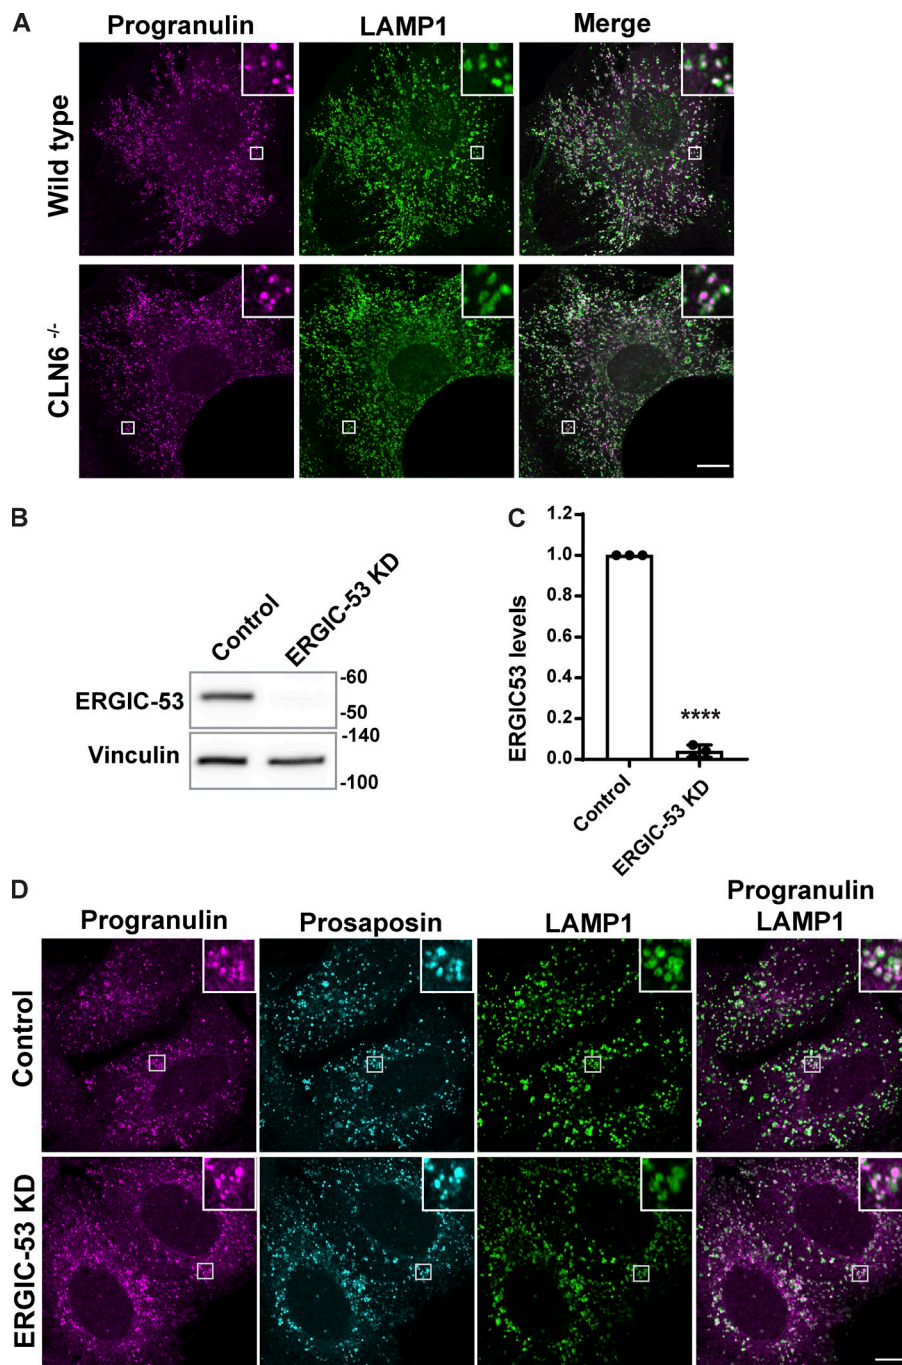 A
Progranulin
LAMP1
Merge
Wild type
CLN6 -/-
B
Control
ERGIC-53 KD
ERGIC-53
-60
-50
Vinculin
-140
-100
C
1.2
1.0
0.8
0.6
0.4
0.2
0.0
ERGIC53 levels
****
Control
ERGIC-53 KD
D
Progranulin
Prosaposin
LAMP1
Progranulin
LAMP1
Control
ERGIC-53 KD